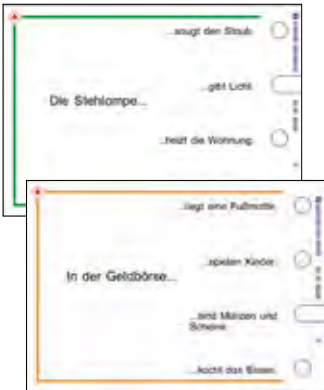 ...saugt den Staub.
Die Stehlampe...
...gibt Licht.
...heizt die Wohnung.
...liegt eine Fußmatte.
In der Geldbörse...
...spielen Kinder.
...sind Münzen und
Scheine.
...kocht das Essen.